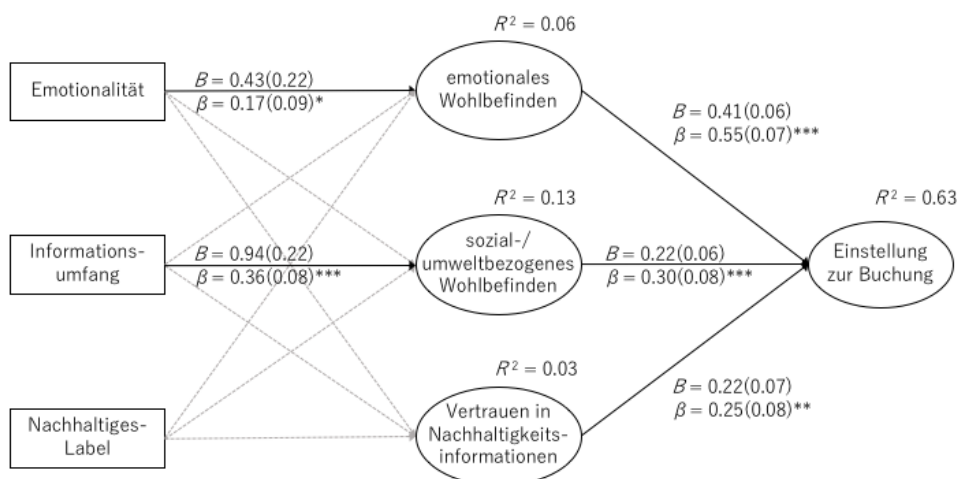 R² = 0.06
Emotionalität
B = 0.43(0.22)
β = 0.17(0.09)*
emotionales
Wohlbefinden
B = 0.41(0.06)
β = 0.55(0.07)***
R² = 0.13
R² = 0.63
Informations-
umfang
B = 0.94(0.22)
β = 0.36(0.08)***
sozial-/
umweltbezogenes
Wohlbefinden
B = 0.22(0.06)
β = 0.30(0.08)***
Einstellung
zur Buchung
R² = 0.03
Nachhaltiges-
Label
Vertrauen in
Nachhaltigkeits-
informationen
B = 0.22(0.07)
β = 0.25(0.08)**